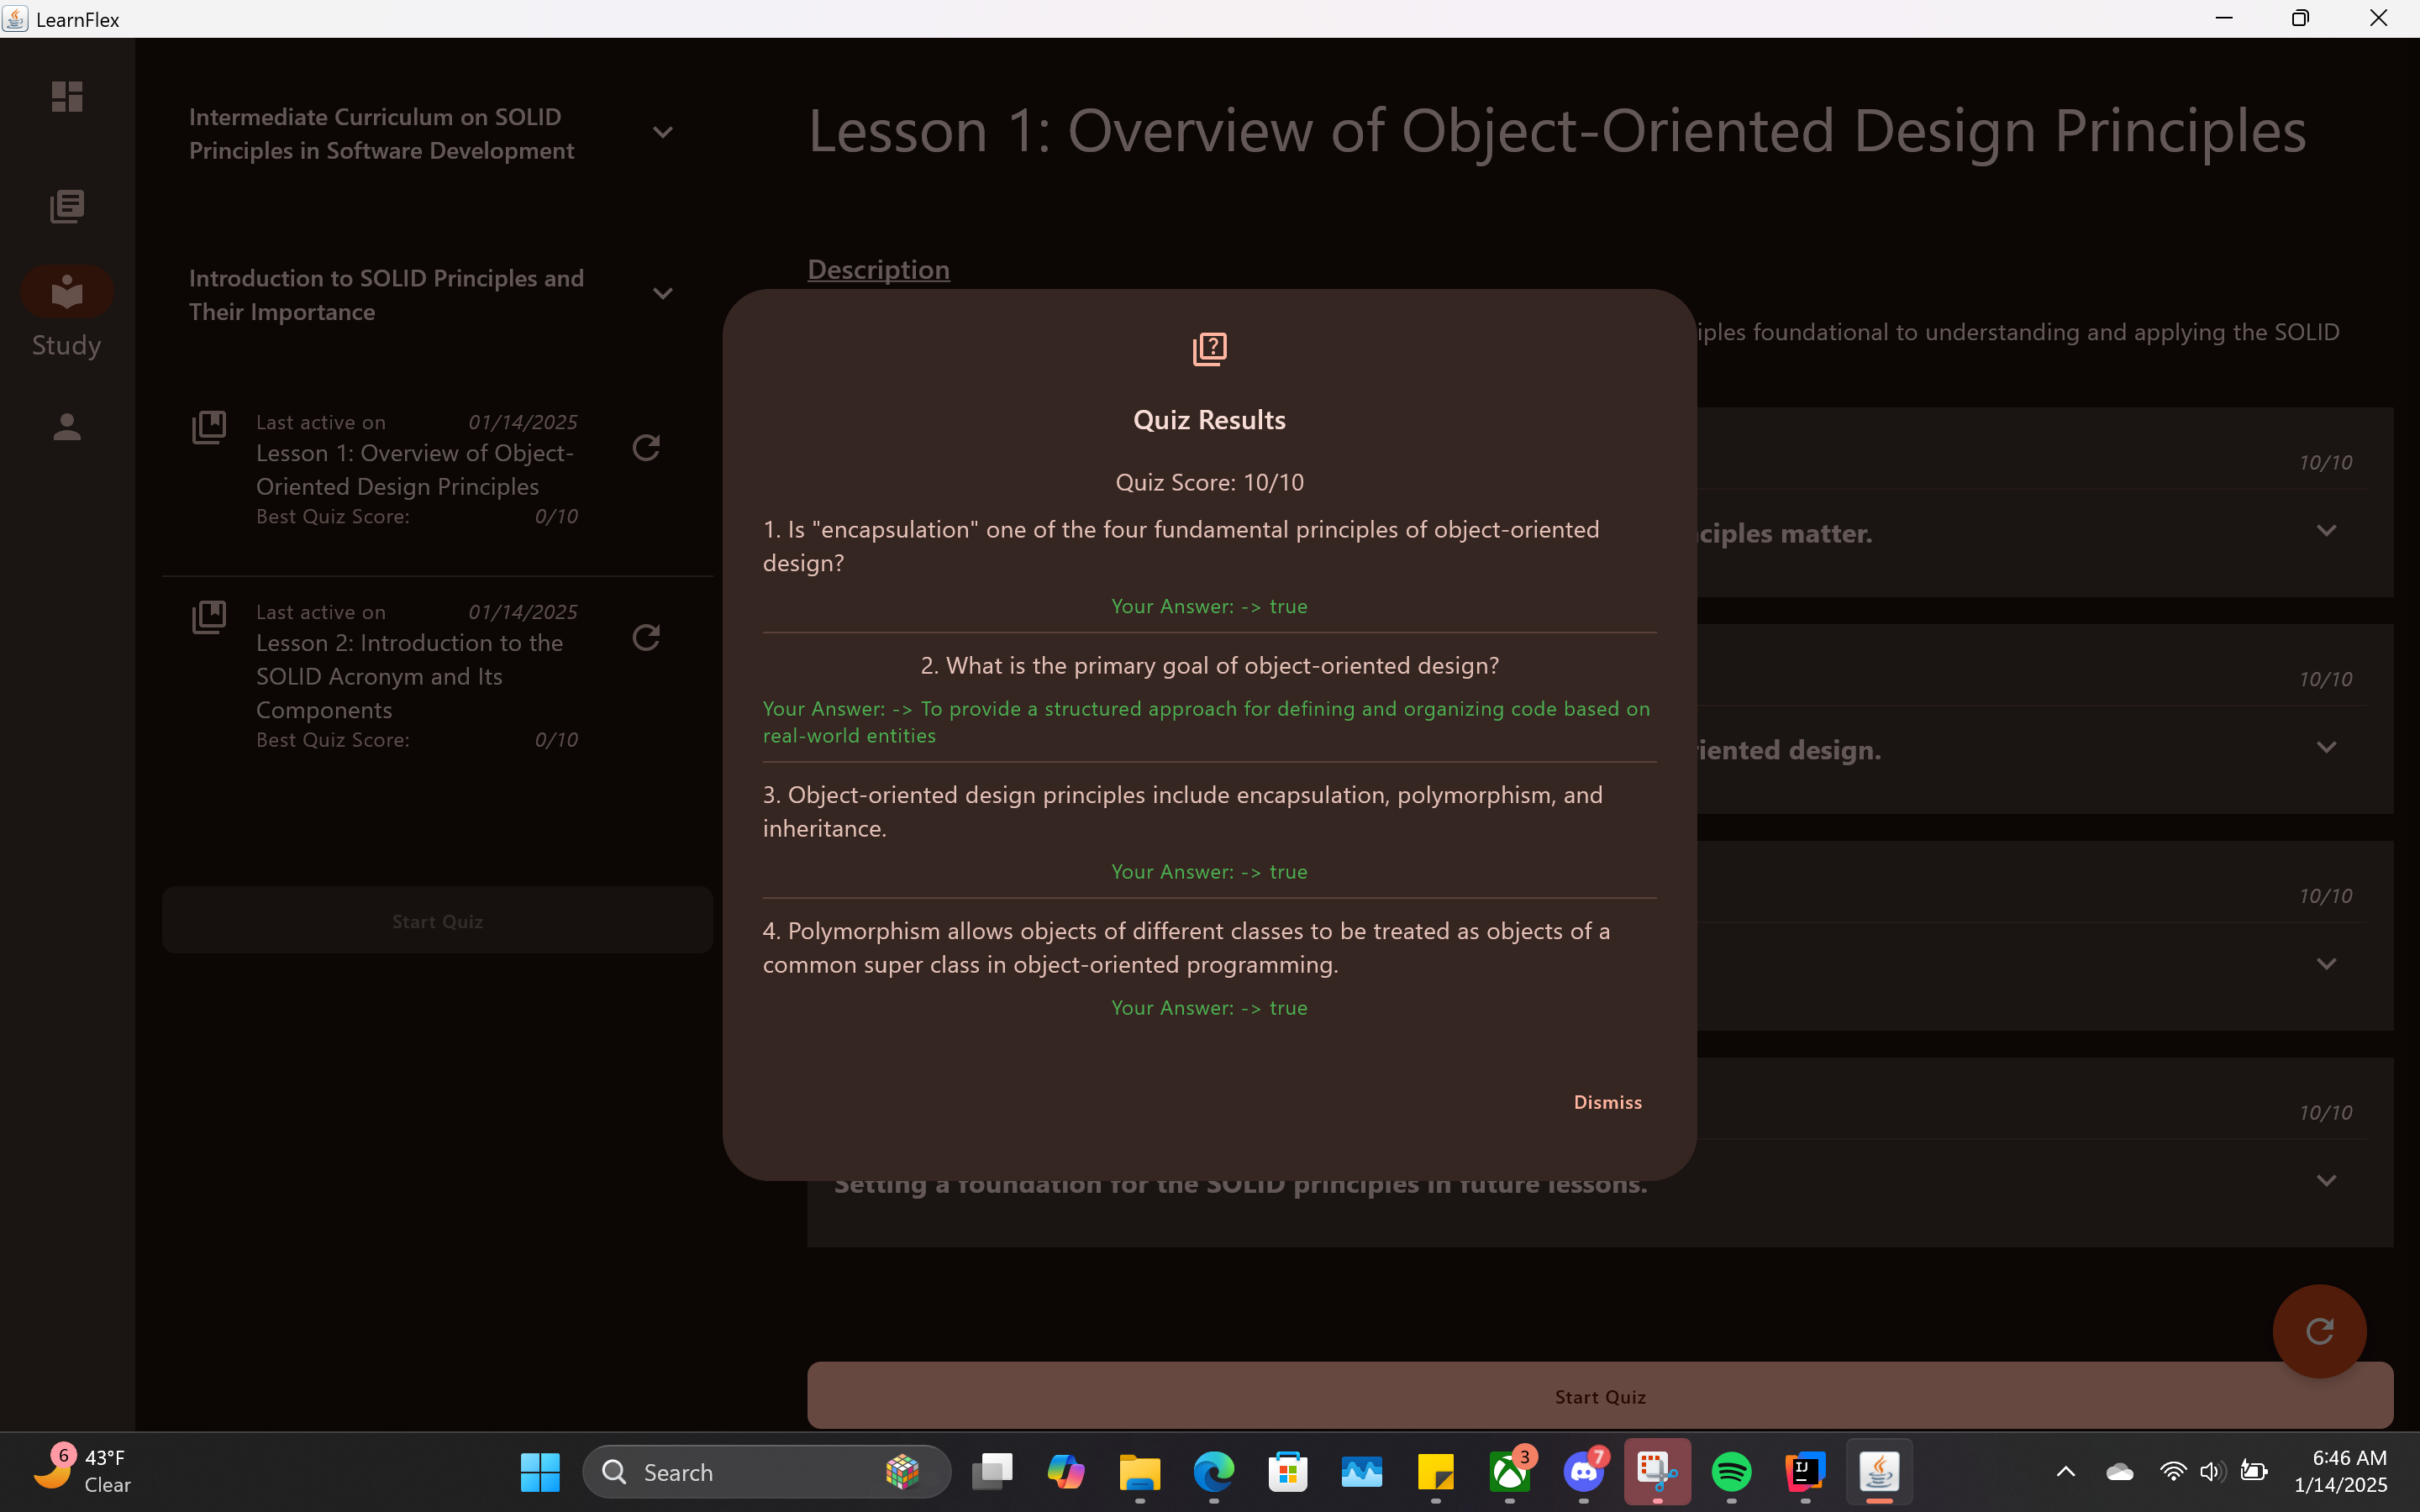 LearnFlex
Study
Intermediate Curriculum on SOLID
Principles in Software Development
Introduction to SOLID Principles and
Their Importance
Last active on 01/14/2025
Lesson 1: Overview of Object-
Oriented Design Principles
Best Quiz Score: 0/10
Last active on 01/14/2025
Lesson 2: Introduction to the
SOLID Acronym and Its
Components
Best Quiz Score: 0/10
Start Quiz
Lesson 1: Overview of Object-Oriented Design Principles
Description
iples foundational to understanding and applying the SOLID
10/10
ciples matter.
10/10
iented design.
10/10
10/10
Setting a foundation for the SOLID principles in future lessons.
Start Quiz
Quiz Results
Quiz Score: 10/10
1. Is "encapsulation" one of the four fundamental principles of object-oriented
design?
Your Answer: -> true
2. What is the primary goal of object-oriented design?
Your Answer: -> To provide a structured approach for defining and organizing code based on
real-world entities
3. Object-oriented design principles include encapsulation, polymorphism, and
inheritance.
Your Answer: -> true
4. Polymorphism allows objects of different classes to be treated as objects of a
common super class in object-oriented programming.
Your Answer: -> true
Dismiss
6
43°F
Clear
Search
3
7
IJ
6:46 AM
1/14/2025